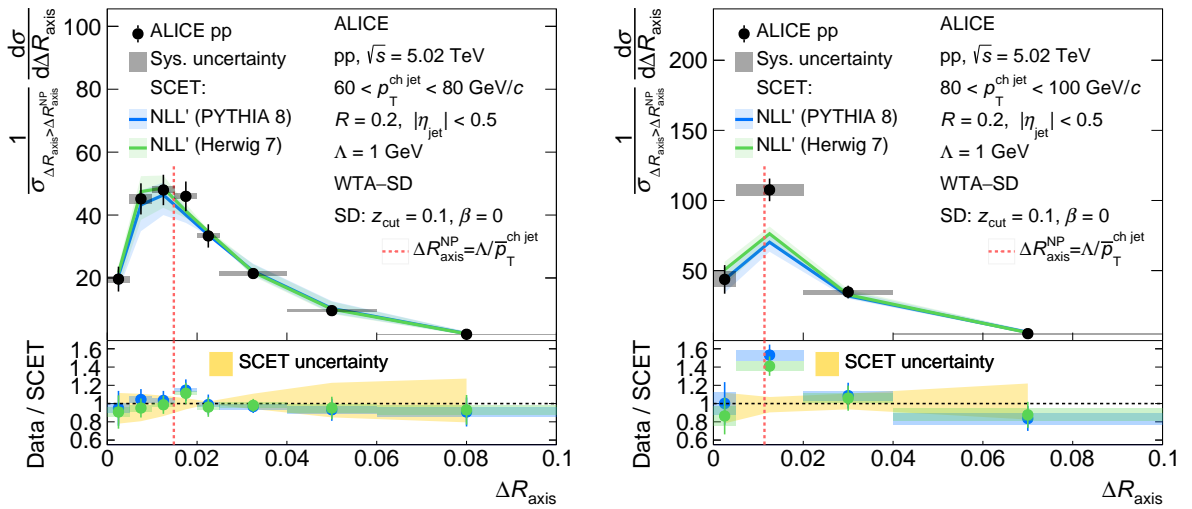 1/σ_{ΔR_axis>ΔR_axis^NP} dσ/dΔR_axis
100
80
60
40
20
ALICE pp
Sys. uncertainty
SCET:
NLL' (PYTHIA 8)
NLL' (Herwig 7)
ALICE
pp, √s = 5.02 TeV
60 < p_T^{ch jet} < 80 GeV/c
R = 0.2, |η_jet| < 0.5
Λ = 1 GeV
WTA–SD
SD: z_cut = 0.1, β = 0
ΔR_axis^NP=Λ/p̅_T^{ch jet}
Data / SCET
1.6
1.4
1.2
1
0.8
0.6
SCET uncertainty
0 0.02 0.04 0.06 0.08 0.1
ΔR_axis
1/σ_{ΔR_axis>ΔR_axis^NP} dσ/dΔR_axis
200
150
100
50
ALICE pp
Sys. uncertainty
SCET:
NLL' (PYTHIA 8)
NLL' (Herwig 7)
ALICE
pp, √s = 5.02 TeV
80 < p_T^{ch jet} < 100 GeV/c
R = 0.2, |η_jet| < 0.5
Λ = 1 GeV
WTA–SD
SD: z_cut = 0.1, β = 0
ΔR_axis^NP=Λ/p̅_T^{ch jet}
Data / SCET
1.6
1.4
1.2
1
0.8
0.6
SCET uncertainty
0 0.02 0.04 0.06 0.08 0.1
ΔR_axis